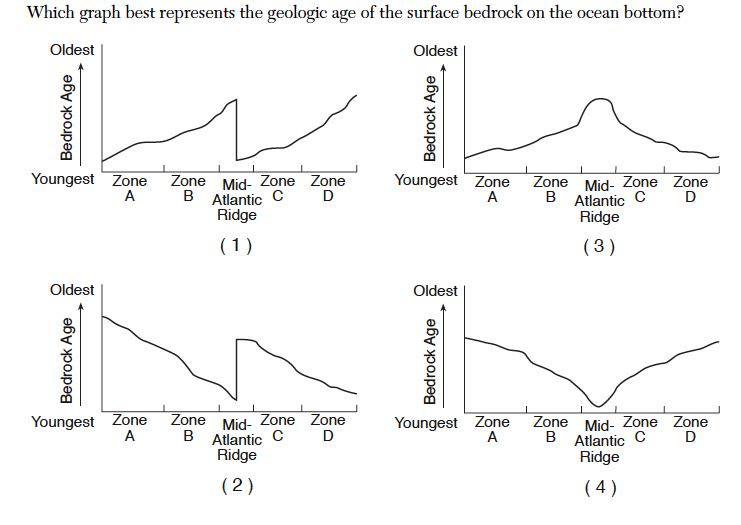 Which graph best represents the geologic age of the surface bedrock on the ocean bottom?
Oldest
Bedrock Age
Youngest
Zone A
Zone B
Mid-Atlantic Ridge
Zone C
Zone D
(1)
Oldest
Bedrock Age
Youngest
Zone A
Zone B
Mid-Atlantic Ridge
Zone C
Zone D
(3)
Oldest
Bedrock Age
Youngest
Zone A
Zone B
Mid-Atlantic Ridge
Zone C
Zone D
(2)
Oldest
Bedrock Age
Youngest
Zone A
Zone B
Mid-Atlantic Ridge
Zone C
Zone D
(4)